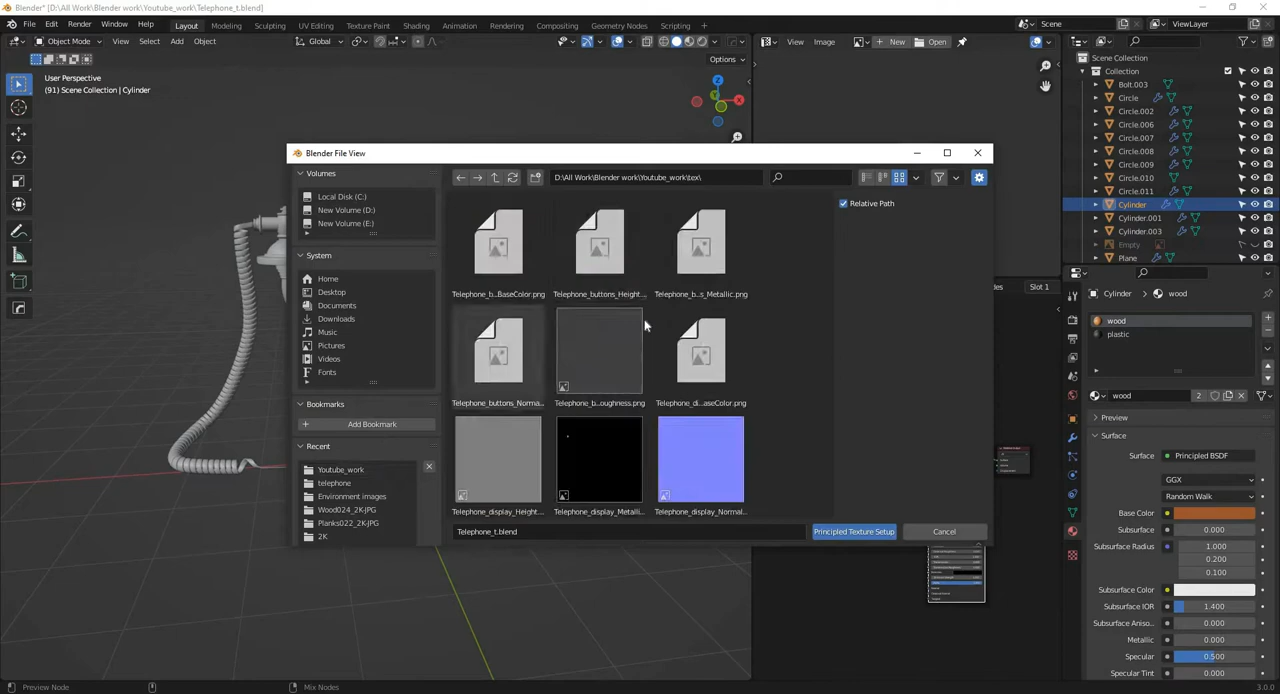 Blender* [D:\All Work\Blender work\Youtube_work\Telephone_t.blend]
File Edit Render Window Help Layout Modeling Sculpting UV Editing Texture Paint Shading Animation Rendering Compositing Geometry Nodes Scripting + Scene ViewLayer
Object Mode View Select Add Object Global View Image New Open
Options
User Perspective
(91) Scene Collection | Cylinder
Z
X
Y
Scene Collection
Collection
Bolt.003
Circle
Circle.002
Circle.006
Circle.007
Circle.008
Circle.009
Circle.010
Circle.011
Cylinder
Cylinder.001
Cylinder.003
Empty
Plane
Blender File View
Volumes
Local Disk (C:)
New Volume (D:)
New Volume (E:)
System
Home
Desktop
Documents
Downloads
Music
Pictures
Videos
Fonts
Bookmarks
Add Bookmark
Recent
Youtube_work
telephone
Environment images
Wood024_2K-JPG
Planks022_2K-JPG
2K
D:\All Work\Blender work\Youtube_work\tex\
Relative Path
Telephone_b...BaseColor.png Telephone_buttons_Height... Telephone_b...s_Metallic.png
Telephone_buttons_Norma... Telephone_b...oughness.png Telephone_di...aseColor.png
Telephone_display_Height... Telephone_display_Metalli... Telephone_display_Normal...
Telephone_t.blend
Principled Texture Setup Cancel
des Slot 1
Cylinder > wood
wood
plastic
wood 2
Preview
Surface
Surface Principled BSDF
GGX
Random Walk
Base Color
Subsurface 0.000
Subsurface Radius 1.000
0.200
0.100
Subsurface Color
Subsurface IOR 1.400
Subsurface Aniso... 0.000
Metallic 0.000
Specular 0.500
Specular Tint 0.000
Preview Node Mix Nodes 3.0.0